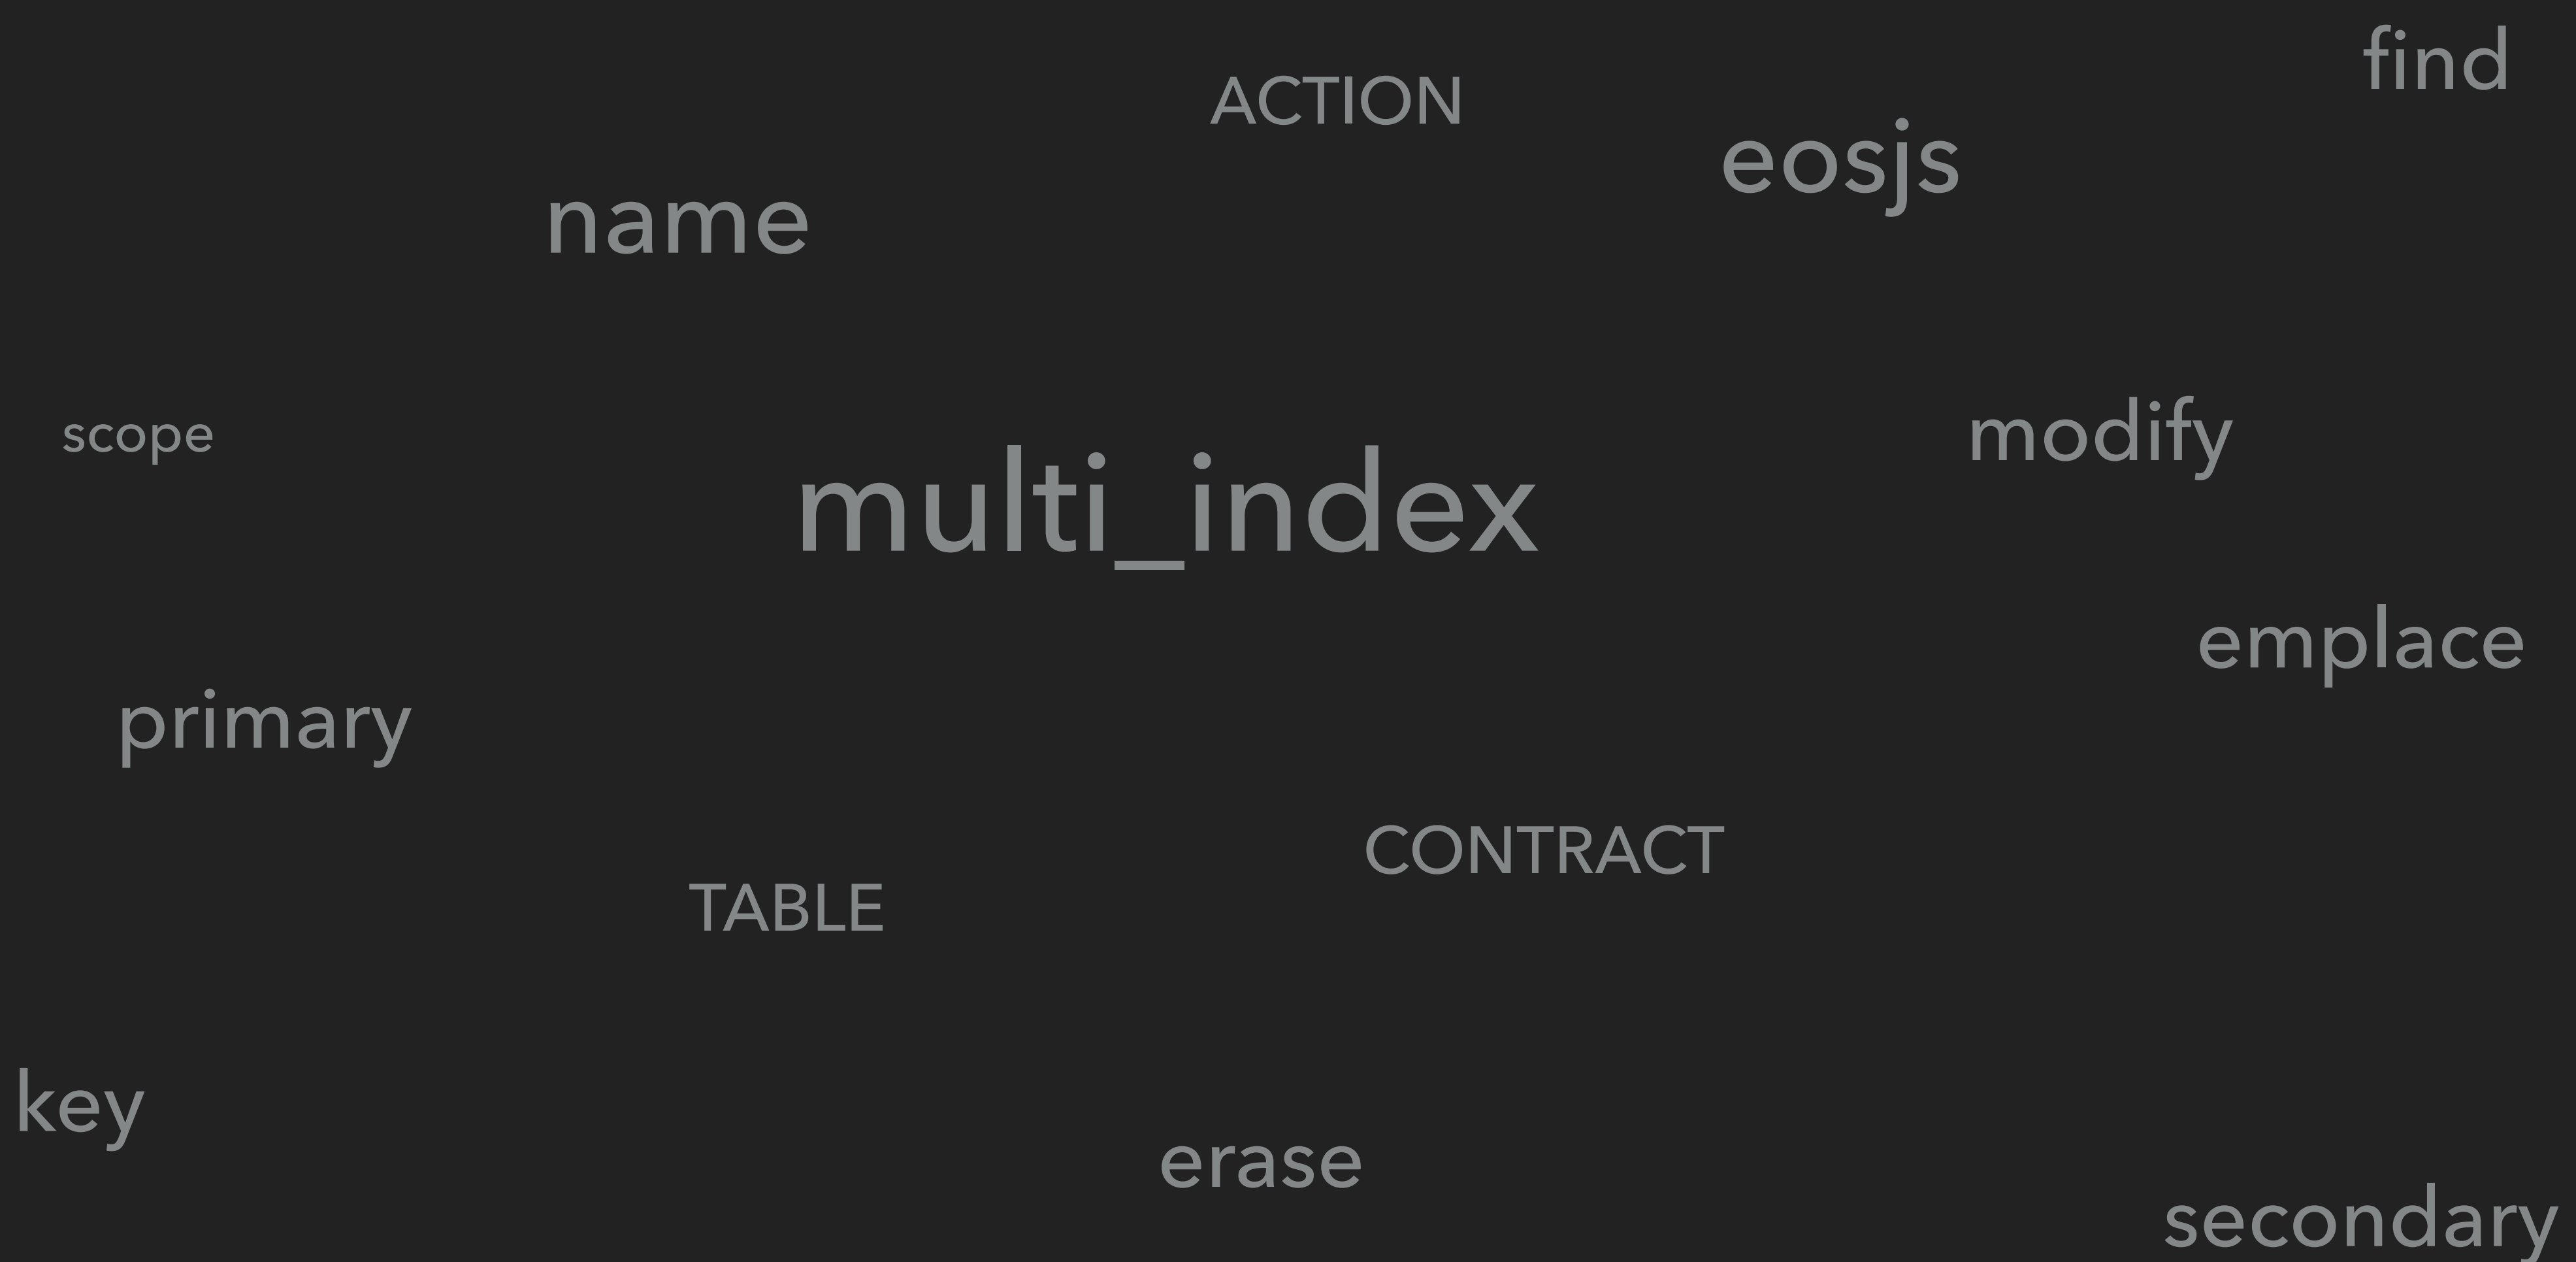 find
ACTION
eosjs
name
scope
modify
multi_index
emplace
primary
CONTRACT
TABLE
key
erase
secondary